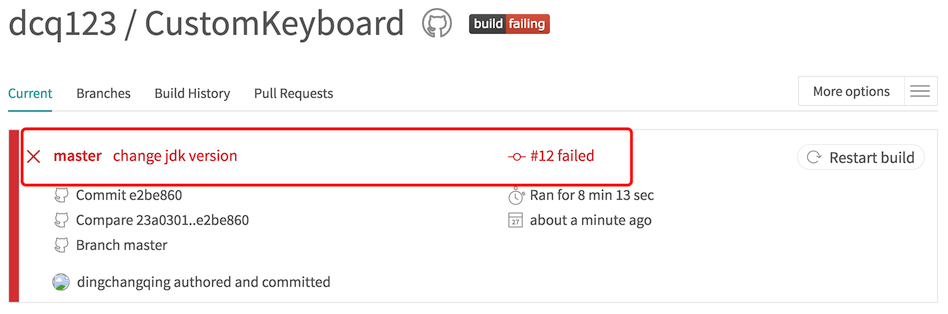 dcq123 / CustomKeyboard build failing
Current Branches Build History Pull Requests More options
master change jdk version #12 failed Restart build
Commit e2be860 Ran for 8 min 13 sec
Compare 23a0301..e2be860 27 about a minute ago
Branch master
dingchangqing authored and committed